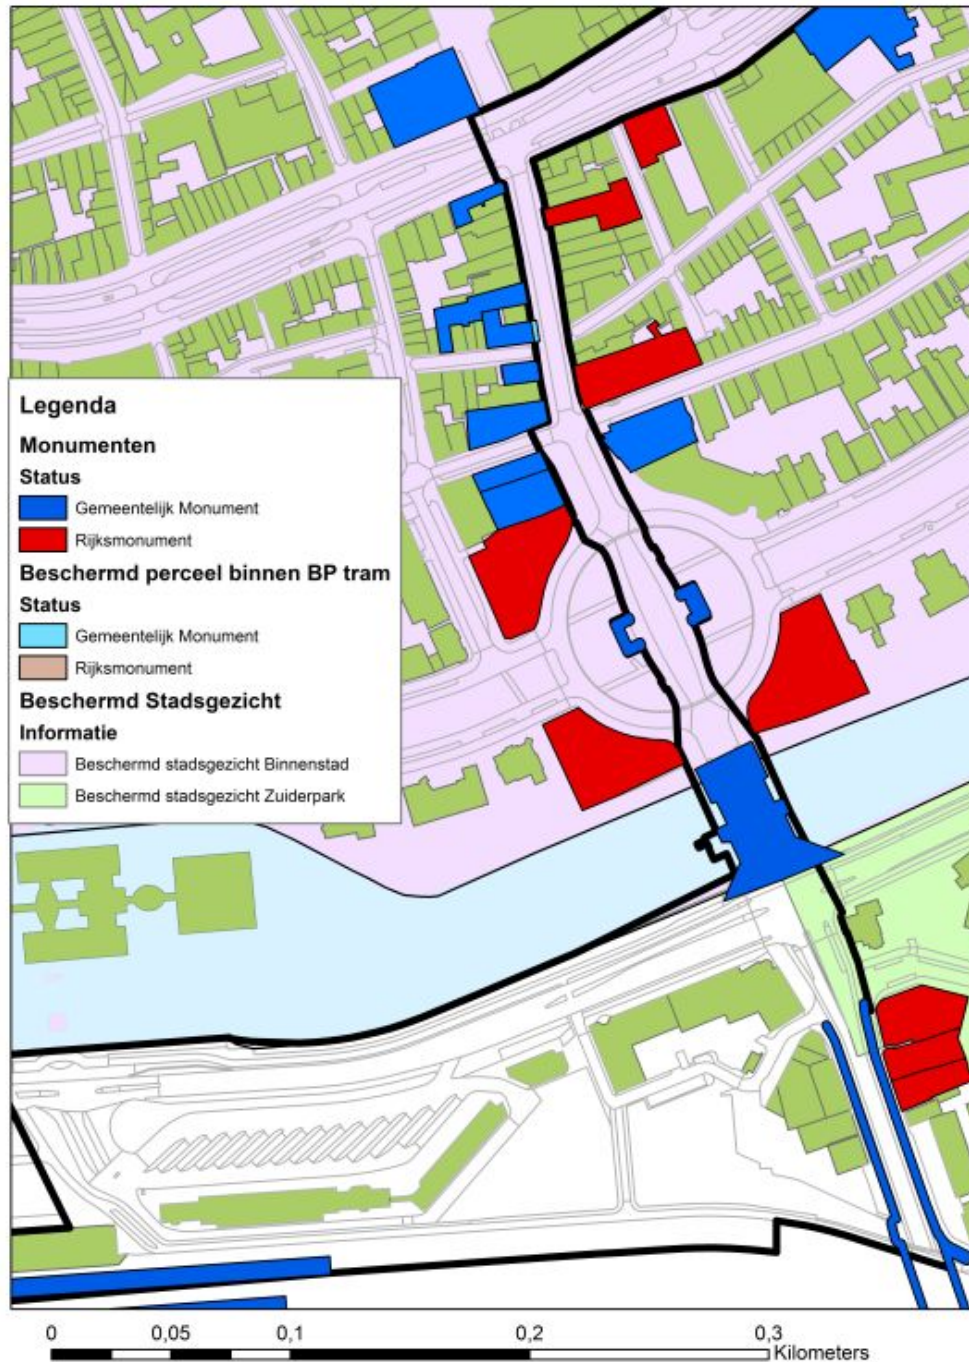 Legenda
Monumenten
Status
Gemeentelijk Monument
Rijksmonument
Beschermd perceel binnen BP tram
Status
Gemeentelijk Monument
Rijksmonument
Beschermd Stadsgezicht
Informatie
Beschermd stadsgezicht Binnenstad
Beschermd stadsgezicht Zuiderpark
0 0,05 0,1 0,2 0,3
Kilometers